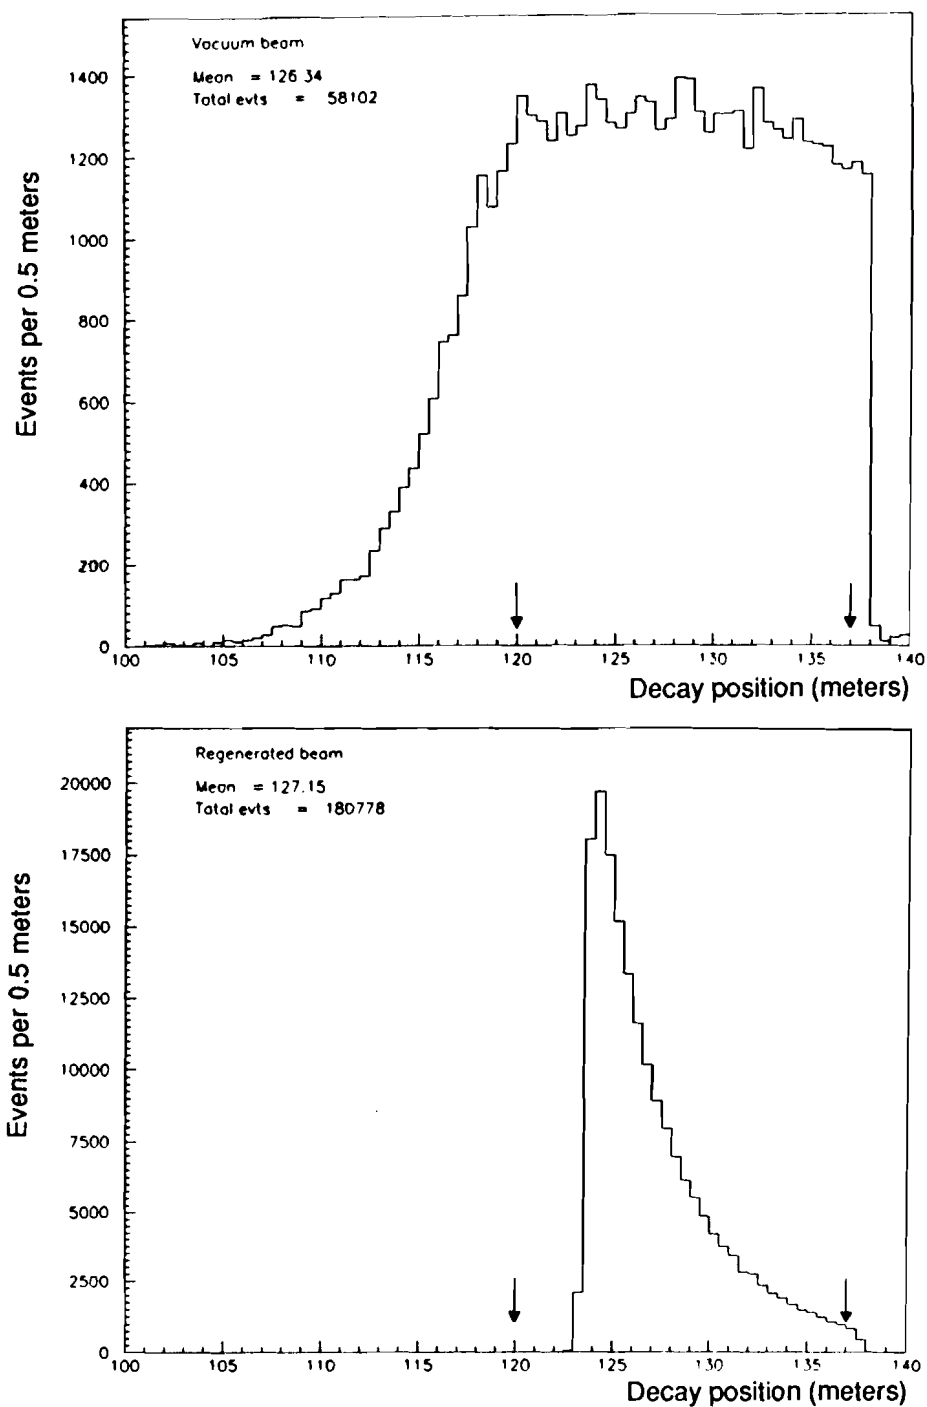 Vacuum beam
Mean = 126.34
Total evts = 58102
1400
1200
1000
800
600
400
200
0
Events per 0.5 meters
100 105 110 115 120 125 130 135 140
Decay position (meters)
Regenerated beam
Mean = 127.15
Total evts = 180778
20000
17500
15000
12500
10000
7500
5000
2500
0
Events per 0.5 meters
100 105 110 115 120 125 130 135 140
Decay position (meters)